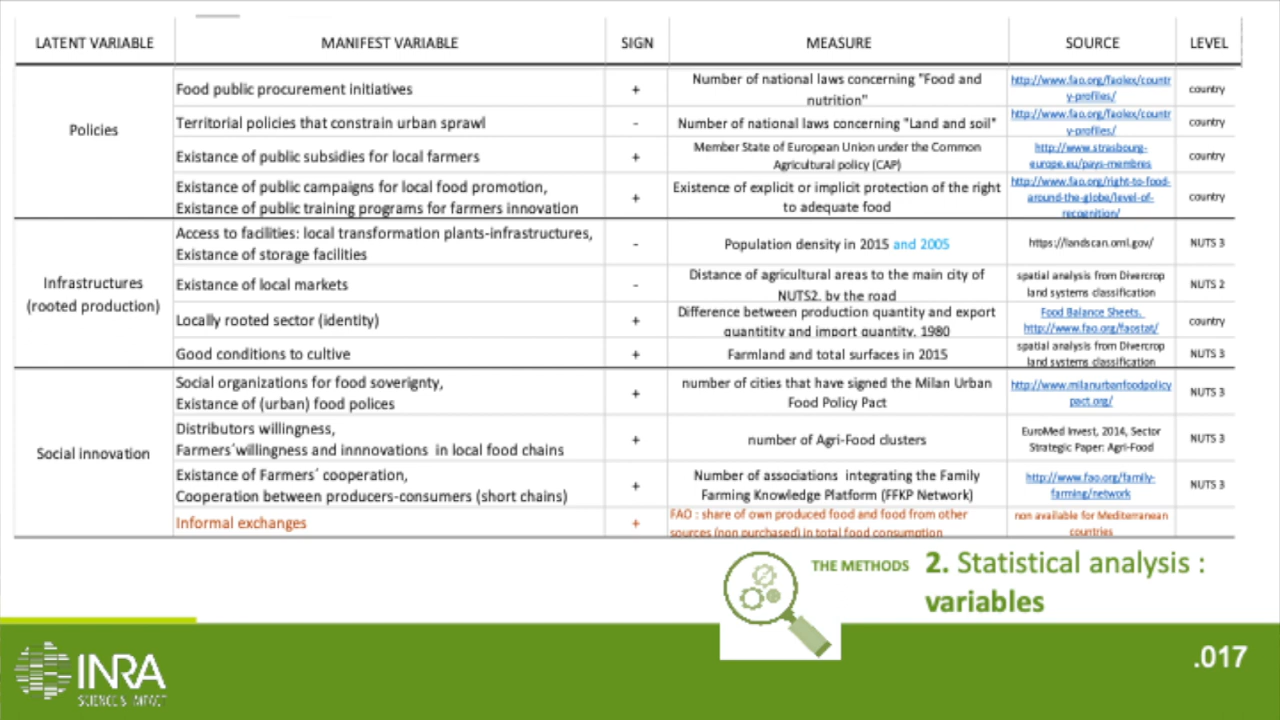 LATENT VARIABLE MANIFEST VARIABLE SIGN MEASURE SOURCE LEVEL
Policies
Food public procurement initiatives + Number of national laws concerning "Food and
nutrition" http://www.fao.org/faolex/countr
y-profiles/ country
Territorial policies that constrain urban sprawl - Number of national laws concerning "Land and soil" http://www.fao.org/faolex/countr
y-profiles/ country
Existance of public subsidies for local farmers + Member State of European Union under the Common
Agricultural policy (CAP) http://www.strasbourg-
europe.eu/pays-membres country
Existance of public campaigns for local food promotion,
Existance of public training programs for farmers innovation + Existence of explicit or implicit protection of the right
to adequate food http://www.fao.org/right-to-food-
around-the-globe/level-of-
recognition/ country
Infrastructures
(rooted production)
Access to facilities: local transformation plants-infrastructures,
Existance of storage facilities - Population density in 2015 and 2005 https://landscan.ornl.gov/ NUTS 3
Existance of local markets - Distance of agricultural areas to the main city of
NUTS2, by the road spatial analysis from Divercrop
land systems classification NUTS 2
Locally rooted sector (identity) + Difference between production quantity and export
quantitity and import quantity, 1980 Food Balance Sheets.
http://www.fao.org/faostat/ country
Good conditions to cultive + Farmland and total surfaces in 2015 spatial analysis from Divercrop
land systems classification NUTS 3
Social innovation
Social organizations for food soverignty,
Existance of (urban) food polices + number of cities that have signed the Milan Urban
Food Policy Pact http://www.milanurbanfoodpolicy
pact.org/ NUTS 3
Distributors willingness,
Farmers´willingness and innnovations in local food chains + number of Agri-Food clusters EuroMed Invest, 2014, Sector
Strategic Paper: Agri-Food NUTS 3
Existance of Farmers´ cooperation,
Cooperation between producers-consumers (short chains) + Number of associations integrating the Family
Farming Knowledge Platform (FFKP Network) http://www.fao.org/family-
farming/network NUTS 3
Informal exchanges + FAO : share of own produced food and food from other
sources (non purchased) in total food consumption non available for Mediterranean
countries
THE METHODS 2. Statistical analysis :
variables
INRA
SCIENCE & IMPACT
.017